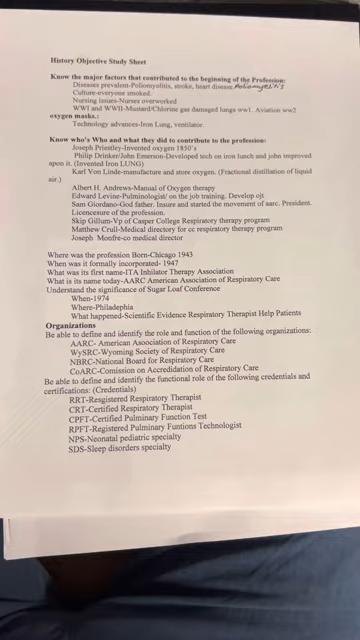 History Objective Study Sheet
Know the major factors that contributed to the beginning of the Profession:
Diseases prevalent-Poliomyolitis, stroke, heart disease. Poliomyelitis
Culture-everyone smoked.
Nursing issues-Nurses overworked
WWI and WWII-Mustard/Chlorine gas damaged lungs ww1. Aviation ww2
oxygen masks.:
Technology advances-Iron Lung, ventilator.
Know who's Who and what they did to contribute to the profession:
Joseph Priestley-Invented oxygen 1850's
Philip Drinker/John Emerson-Developed tech on iron lunch and john improved
apon it. (Invented Iron LUNG)
Karl Von Linde-manufacture and store oxygen. (Fractional distillation of liquid
air.)
Albert H. Andrews-Manual of Oxygen therapy
Edward Levine-Pulminologist/ on the job training. Develop ojt
Sam Giordano-God father. Insure and started the movement of aarc. President.
Licencesure of the profession.
Skip Gillum-Vp of Casper College Respiratory therapy program
Matthew Crull-Medical directory for cc respiratory therapy program
Joseph Monfre-co medical director
Where was the profession Born-Chicago 1943
When was it formally incorporated- 1947
What was its first name-ITA Inhilator Therapy Association
What is its name today-AARC American Association of Respiratory Care
Understand the significance of Sugar Loaf Conference
When-1974
Where-Philadephia
What happened-Scientific Evidence Respiratory Therapist Help Patients
Organizations
Be able to define and identify the role and function of the following organizations:
AARC- American Asoociation of Respiratory Care
WySRC-Wyoming Society of Respiratory Care
NBRC-National Board for Respiratory Care
CoARC-Comission on Accredidation of Respiratory Care
Be able to define and identify the functional role of the following credentials and
certifications: (Credentials)
RRT-Resgistered Respiratory Therapist
CRT-Certified Respiratory Therapist
CPFT-Certified Pulmonary Function Test
RPFT-Registered Pulmonary Funtions Technologist
NPS-Neonatal pediatric specialty
SDS-Sleep disorders specialty